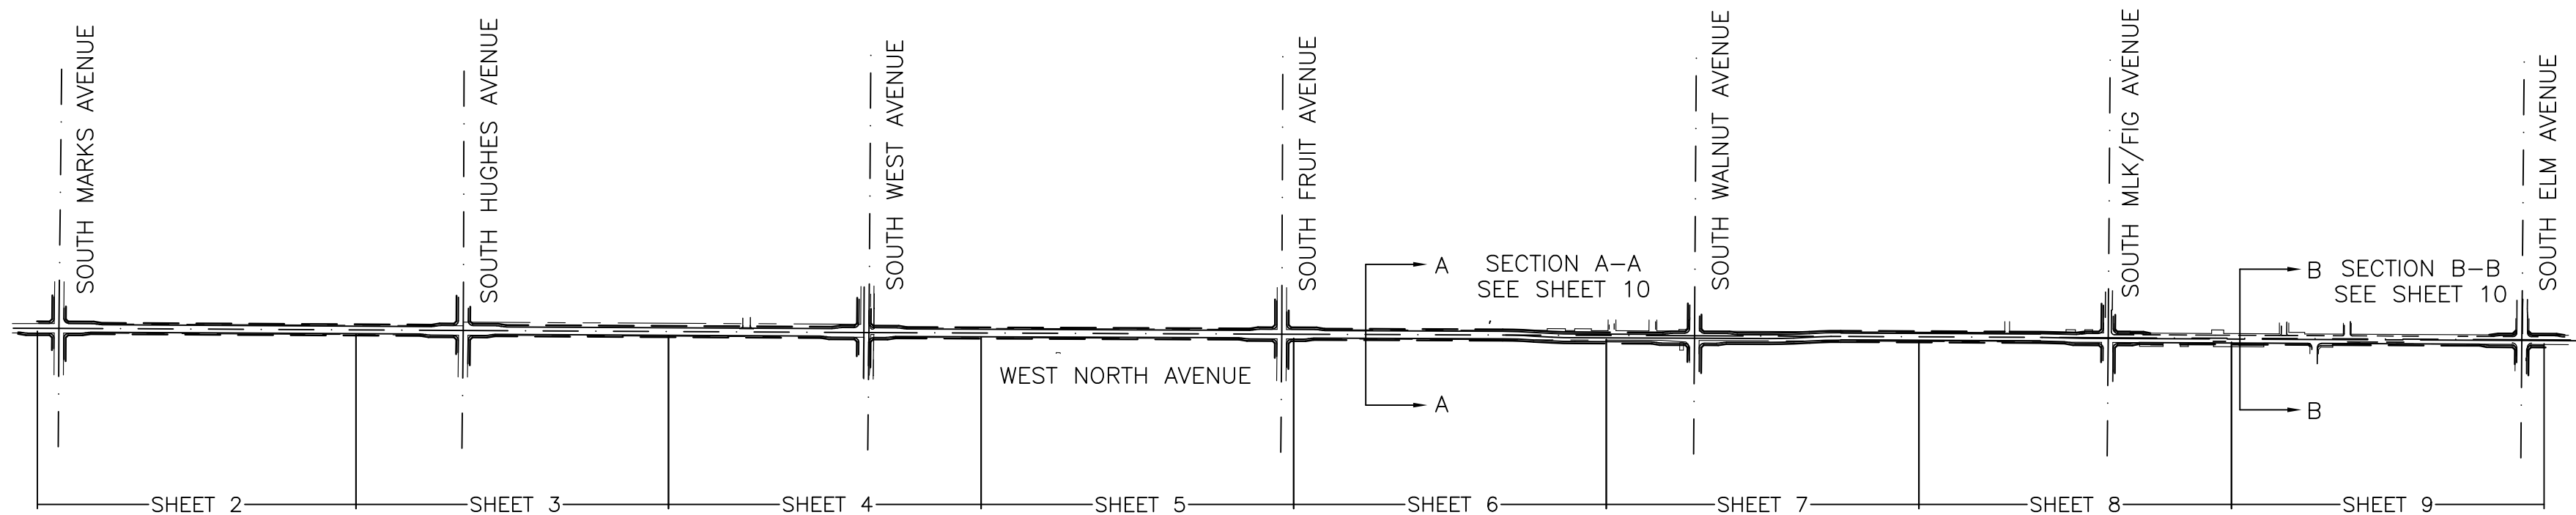 SOUTH MARKS AVENUE
SOUTH HUGHES AVENUE
SOUTH WEST AVENUE
SOUTH FRUIT AVENUE
SOUTH WALNUT AVENUE
SOUTH MLK/FIG AVENUE
SOUTH ELM AVENUE
A
SECTION A-A
SEE SHEET 10
B
SECTION B-B
SEE SHEET 10
WEST NORTH AVENUE
A
B
SHEET 2
SHEET 3
SHEET 4
SHEET 5
SHEET 6
SHEET 7
SHEET 8
SHEET 9